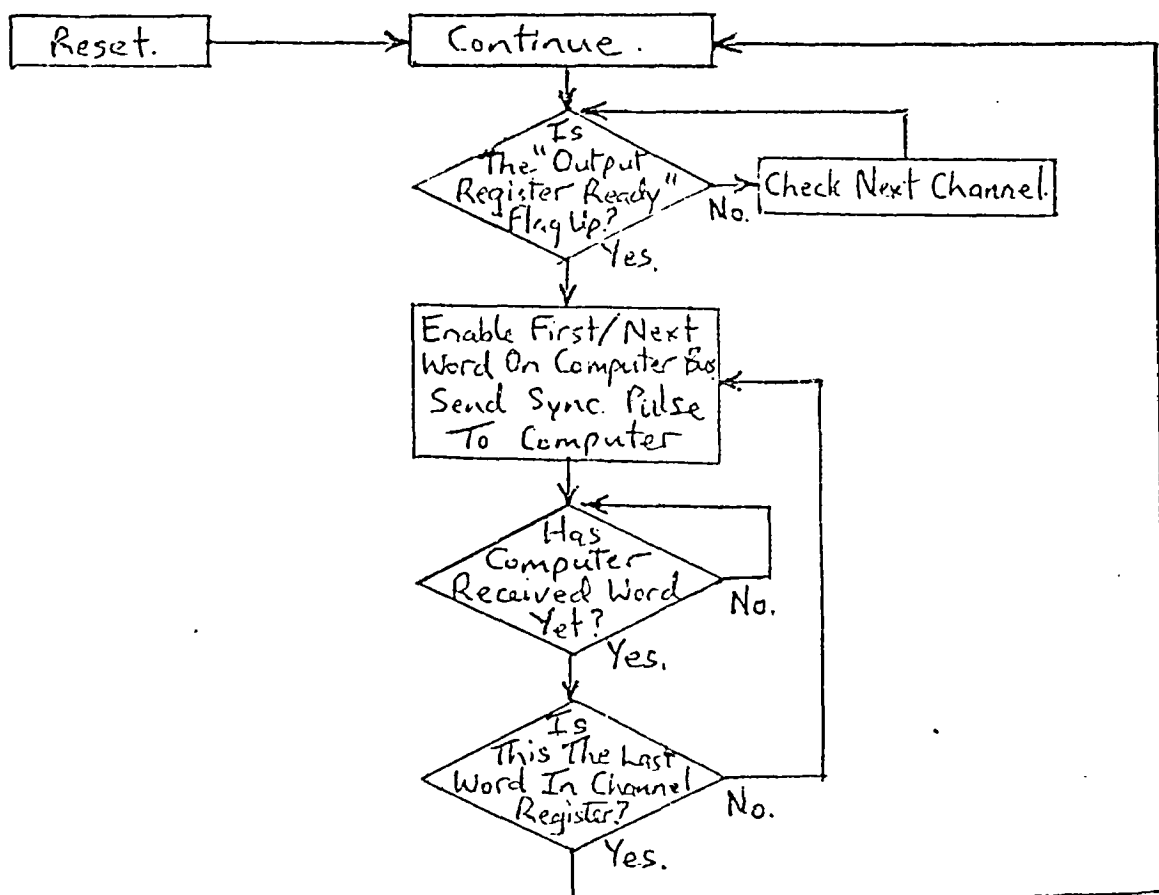 Reset.
Continue.
Is
The "Output
Register Ready"
Flag Up?
No.
Check Next Channel.
Yes.
Enable First/Next
Word On Computer Bus
Send Sync. Pulse
To Computer
Has
Computer
Received Word
Yet?
No.
Yes.
Is
This The Last
Word In Channel
Register?
No.
Yes.